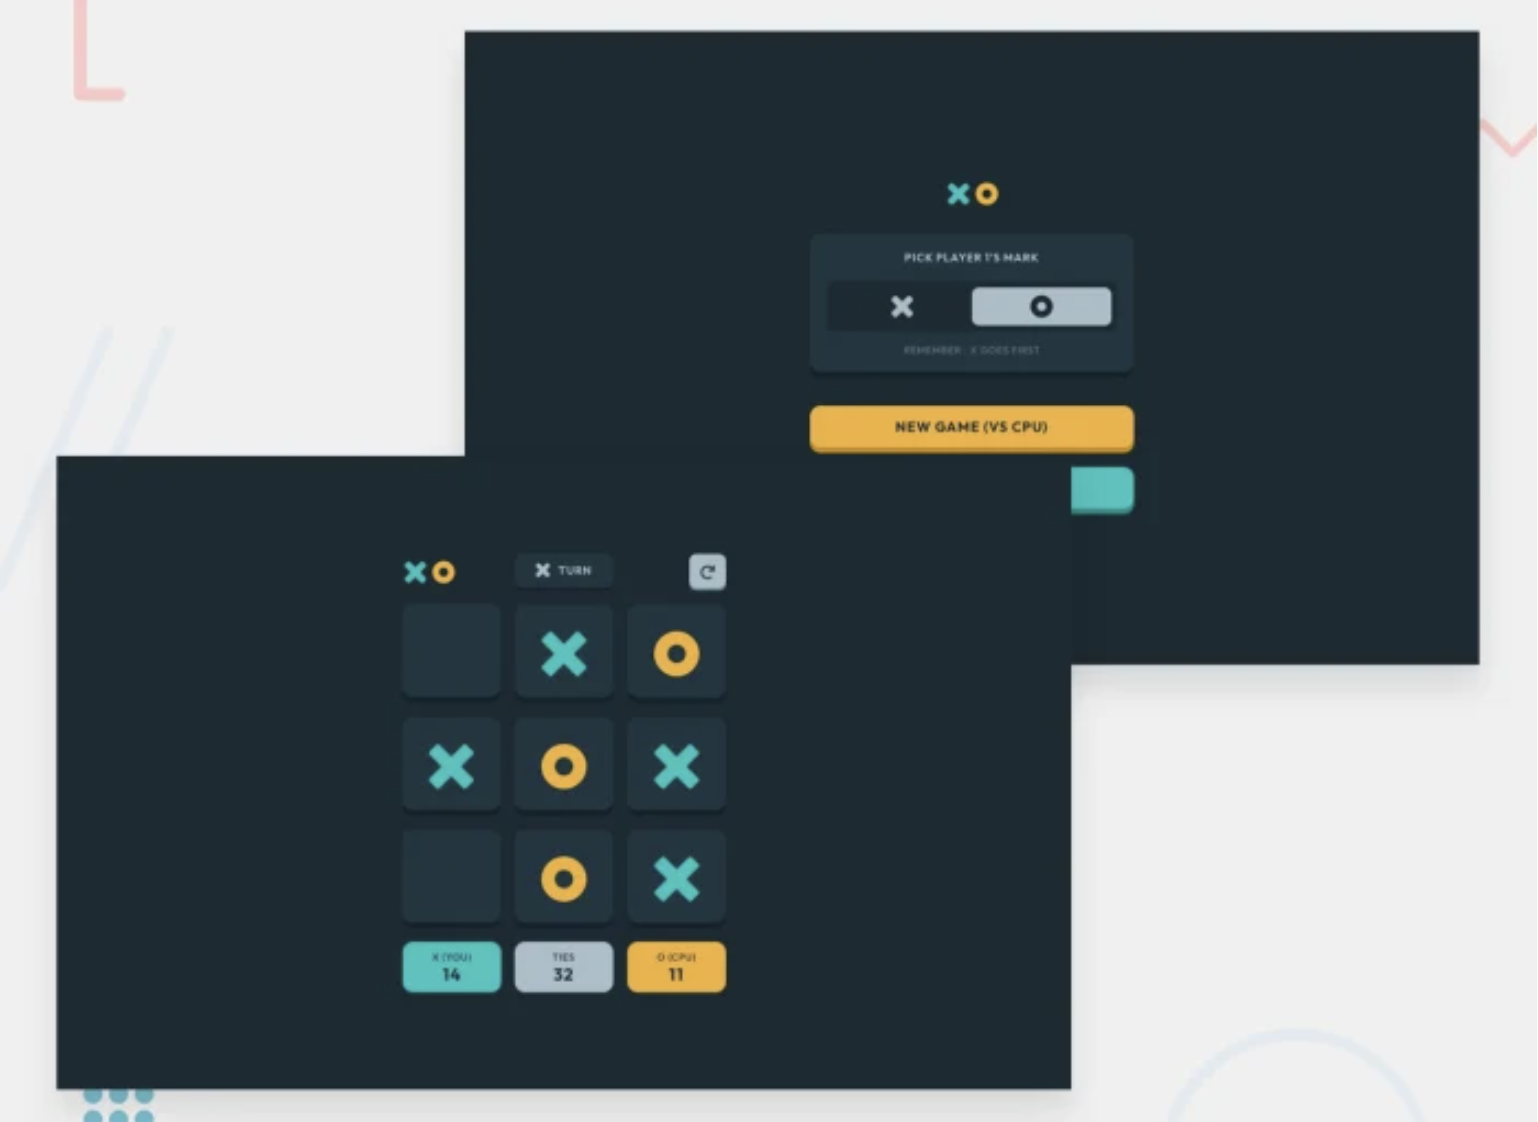 PICK PLAYER 1'S MARK
REMEMBER : X GOES FIRST
NEW GAME (VS CPU)
TURN
X (YOU)
14
TIES
32
O (CPU)
11